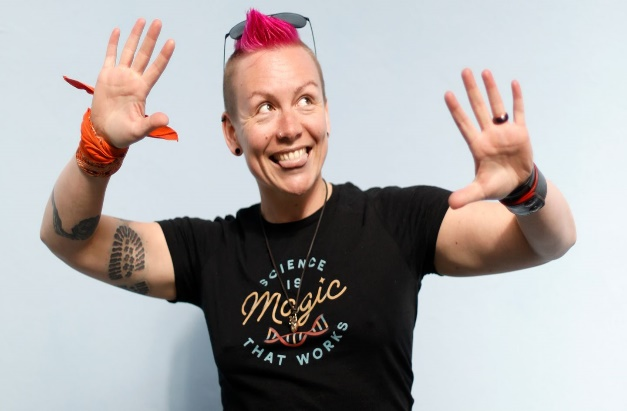 SCIENCE
IS
Magic
THAT WORKS